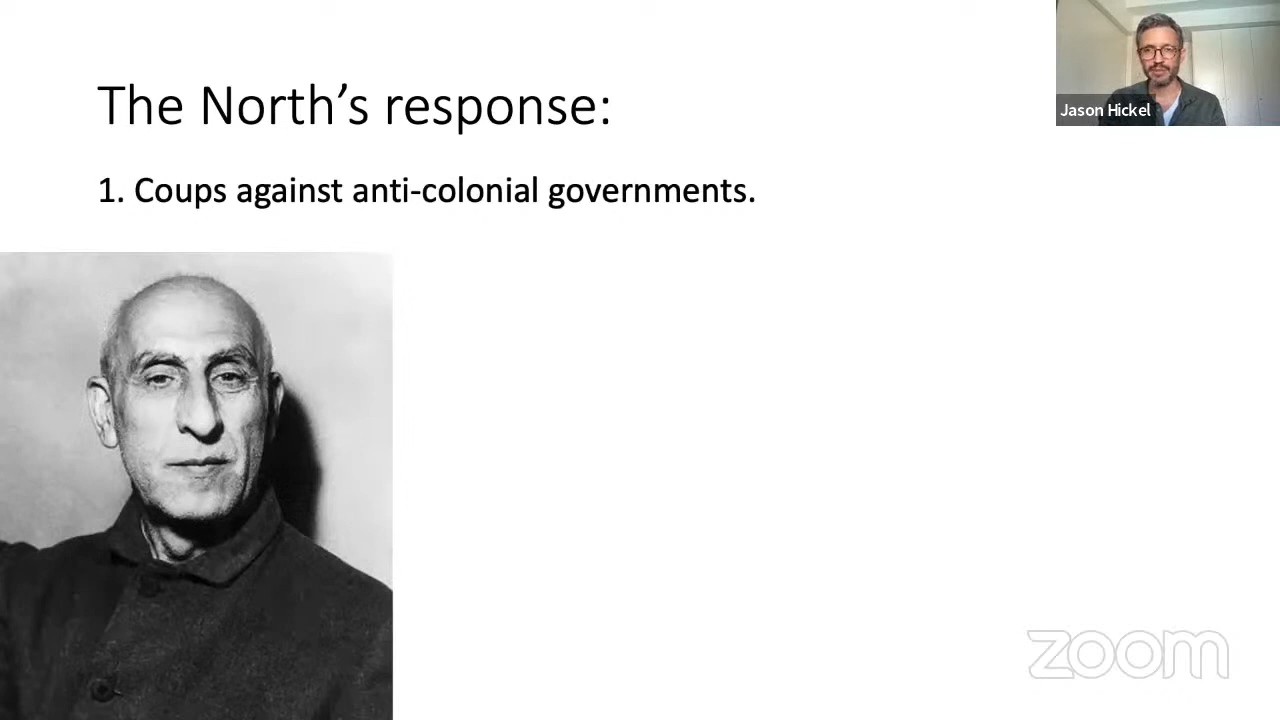 The North’s response:
1. Coups against anti-colonial governments.
Jason Hickel
zoom